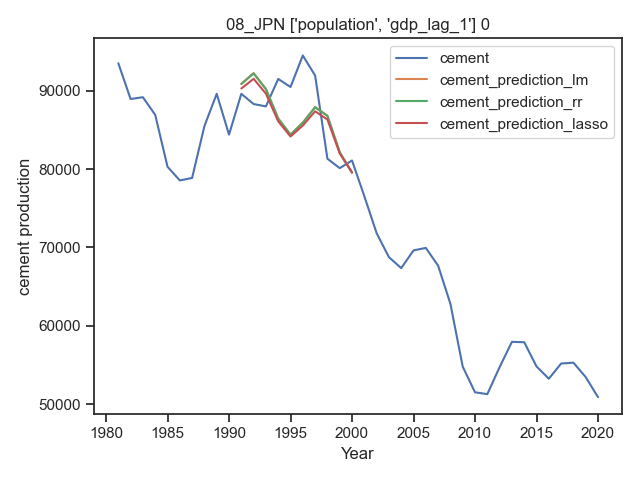 08_JPN ['population', 'gdp_lag_1'] 0
cement
cement_prediction_lm
cement_prediction_rr
cement_prediction_lasso
cement production
90000
80000
70000
60000
50000
1980 1985 1990 1995 2000 2005 2010 2015 2020
Year